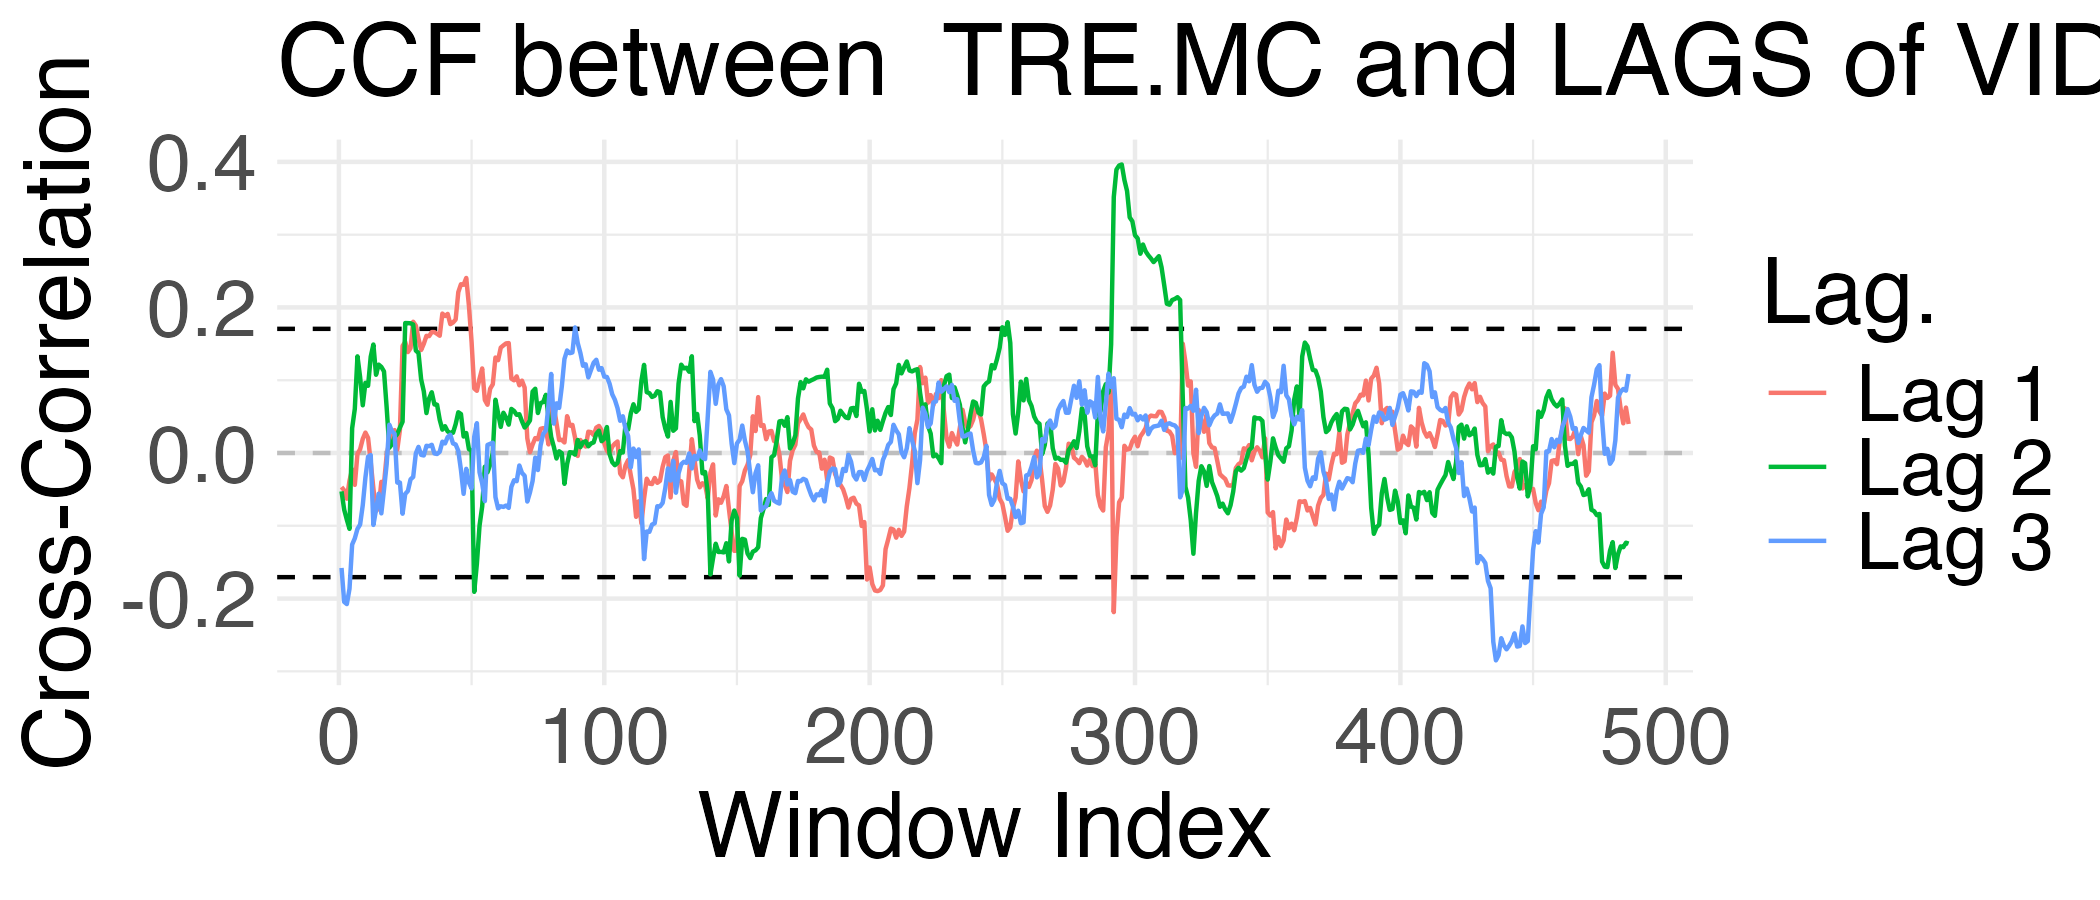 CCF between  TRE.MC and LAGS of VID
Cross-Correlation
0.4
0.2
0.0
-0.2
0
100
200
300
400
500
Window Index
Lag.
Lag 1
Lag 2
Lag 3